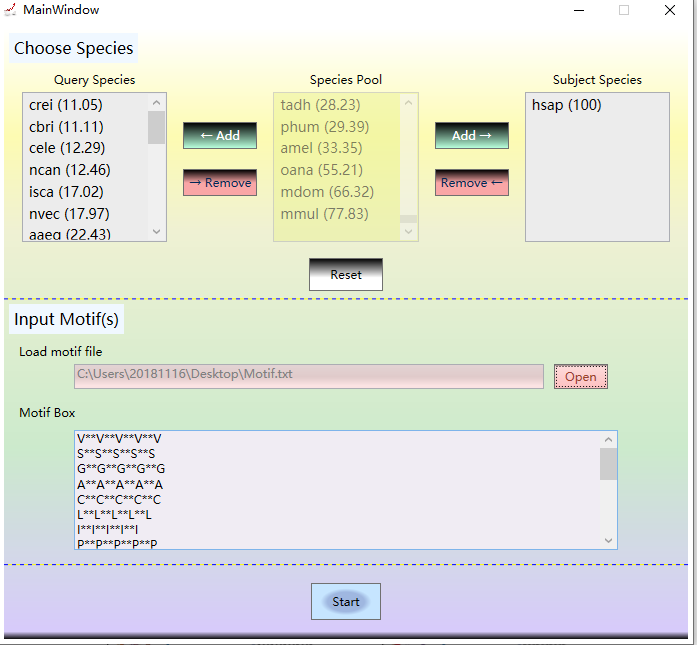 MainWindow
Choose Species
Query Species
Species Pool
Subject Species
crei (11.05)
cbri (11.11)
cele (12.29)
ncan (12.46)
isca (17.02)
nvec (17.97)
aaeg (22.43)
← Add
→ Remove
tadh (28.23)
phum (29.39)
amel (33.35)
oana (55.21)
mdom (66.32)
mmul (77.83)
Add →
Remove ←
hsap (100)
Reset
Input Motif(s)
Load motif file
C:\Users\20181116\Desktop\Motif.txt
Open
Motif Box
V**V**V**V**V
S**S**S**S**S
G**G**G**G**G
A**A**A**A**A
C**C**C**C**C
L**L**L**L**L
I**I**I**I**I
P**P**P**P**P
Start